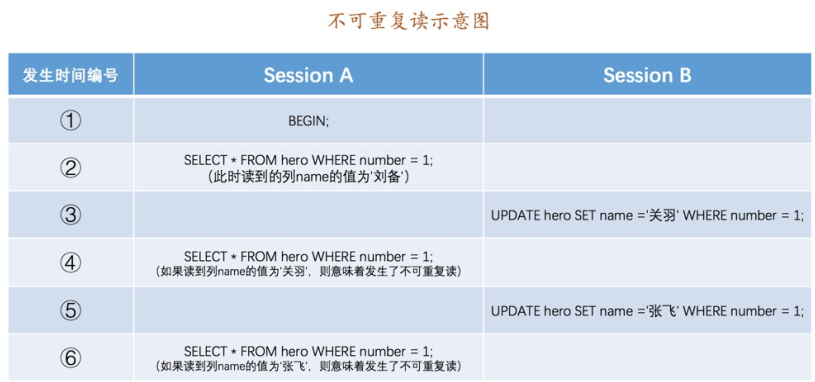 不可重复读示意图
发生时间编号 Session A Session B
① BEGIN;
② SELECT * FROM hero WHERE number = 1;
（此时读到的列name的值为'刘备'）
③ UPDATE hero SET name ='关羽' WHERE number = 1;
④ SELECT * FROM hero WHERE number = 1;
（如果读到列name的值为'关羽'，则意味着发生了不可重复读）
⑤ UPDATE hero SET name ='张飞' WHERE number = 1;
⑥ SELECT * FROM hero WHERE number = 1;
（如果读到列name的值为'张飞'，则意味着发生了不可重复读）